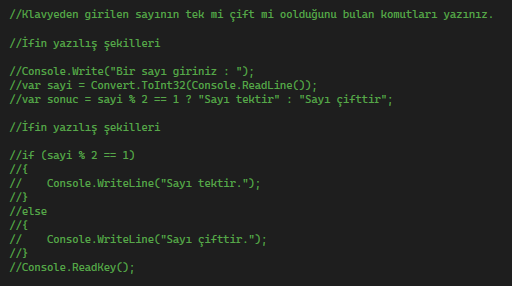 //Klavyeden girilen sayının tek mi çift mi oolduğunu bulan komutları yazınız.
//İfin yazılış şekilleri
//Console.Write("Bir sayı giriniz : ");
//var sayi = Convert.ToInt32(Console.ReadLine());
//var sonuc = sayi % 2 == 1 ? "Sayı tektir" : "Sayı çifttir";
//İfin yazılış şekilleri
//if (sayi % 2 == 1)
//{
//    Console.WriteLine("Sayı tektir.");
//}
//else
//{
//    Console.WriteLine("Sayı çifttir.");
//}
//Console.ReadKey();